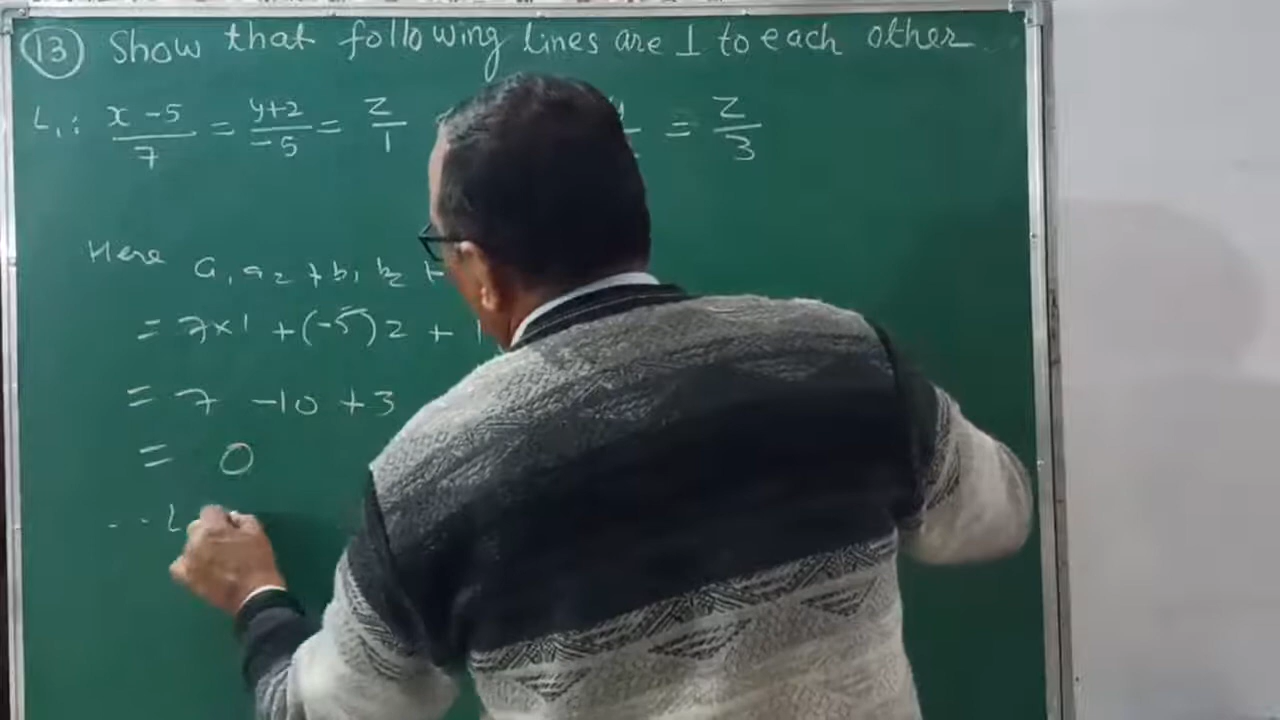 13 Show that following lines are ⊥ to each other
L₁: (x-5)/7 = (y+2)/-5 = z/1 = z/3
Here a₁a₂ + b₁b₂ +
= 7×1 + (-5)2 + 1
= 7 -10 +3
= 0